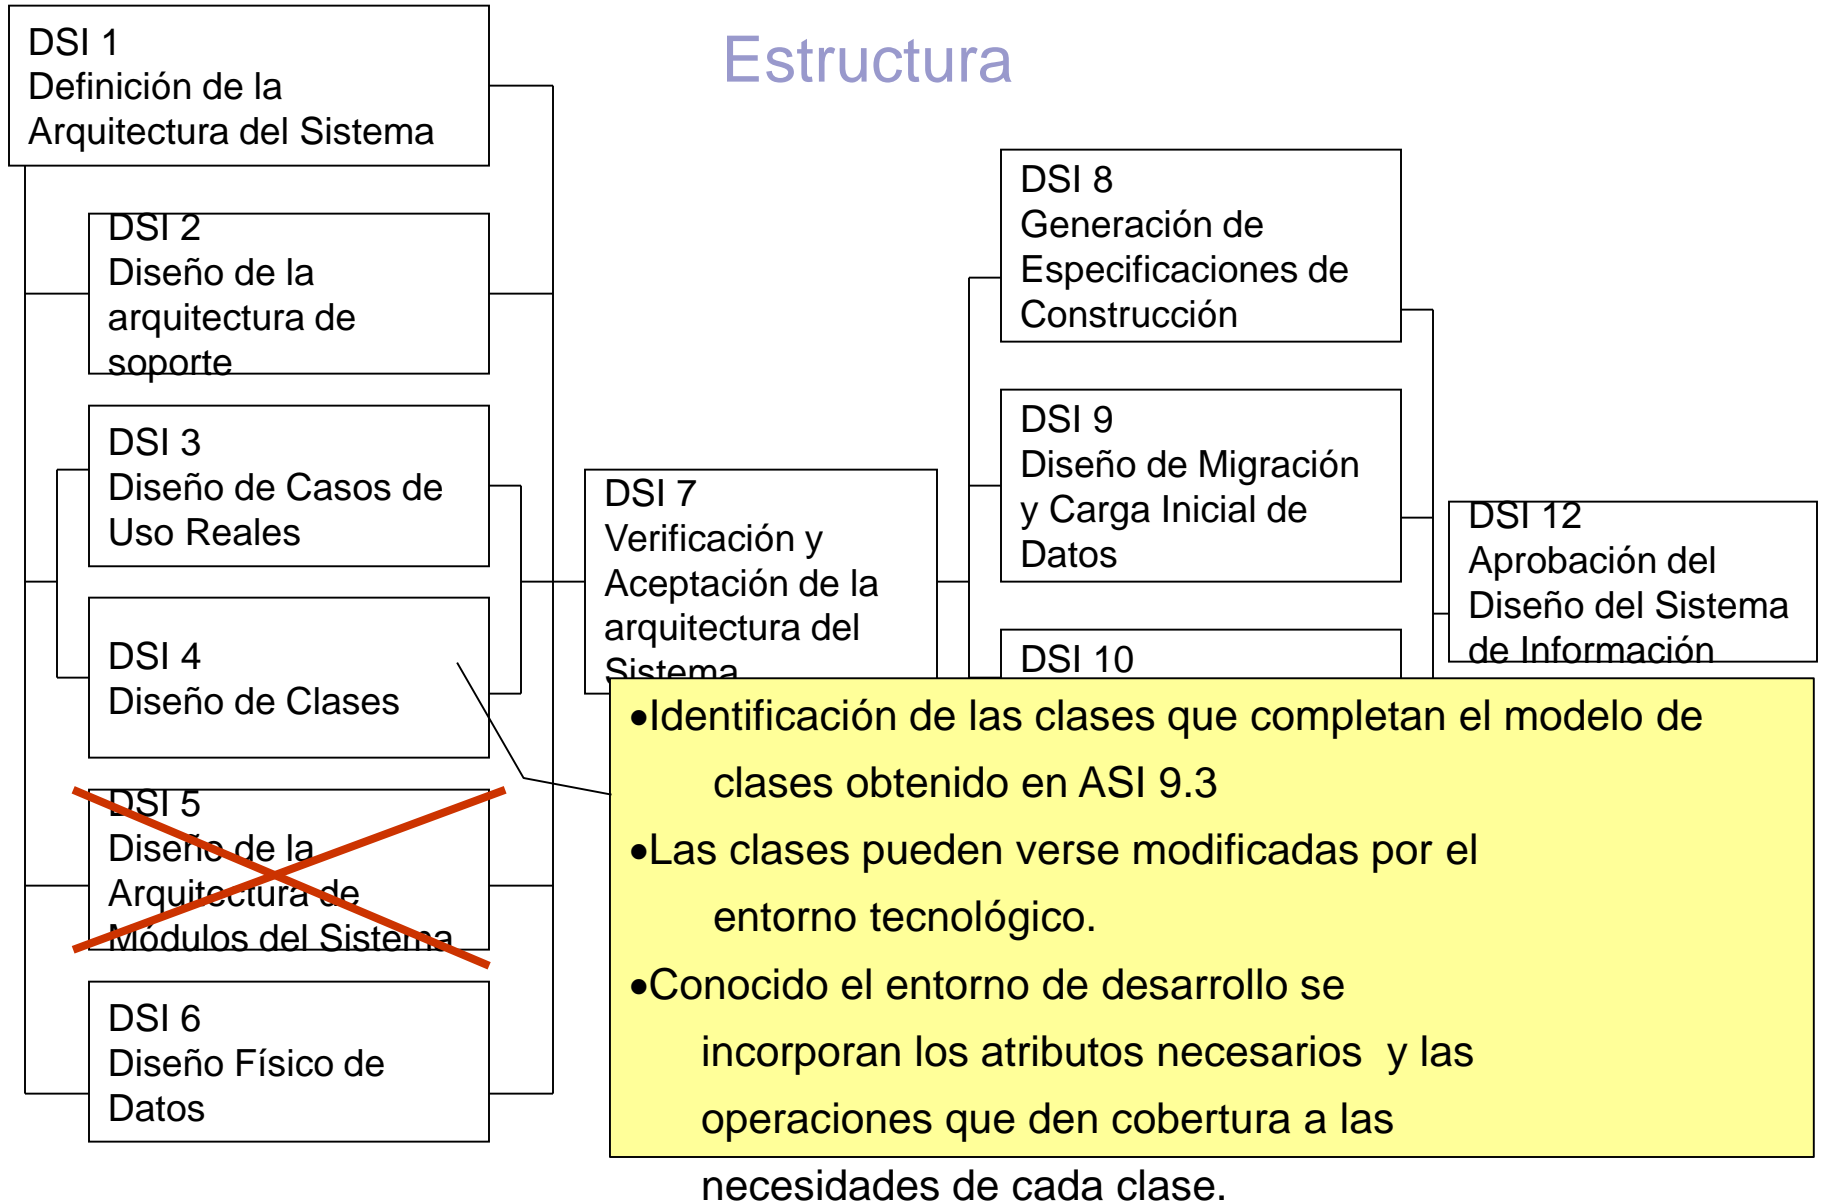 Estructura
DSI 1
Definición de la
Arquitectura del Sistema
DSI 2
Diseño de la
arquitectura de
soporte
DSI 3
Diseño de Casos de
Uso Reales
DSI 4
Diseño de Clases
DSI 5
Diseño de la
Arquitectura de
Módulos del Sistema
DSI 6
Diseño Físico de
Datos
DSI 7
Verificación y
Aceptación de la
arquitectura del
Sistema
DSI 8
Generación de
Especificaciones de
Construcción
DSI 9
Diseño de Migración
y Carga Inicial de
Datos
DSI 10
DSI 12
Aprobación del
Diseño del Sistema
de Información
•Identificación de las clases que completan el modelo de
clases obtenido en ASI 9.3
•Las clases pueden verse modificadas por el
entorno tecnológico.
•Conocido el entorno de desarrollo se
incorporan los atributos necesarios y las
operaciones que den cobertura a las
necesidades de cada clase.